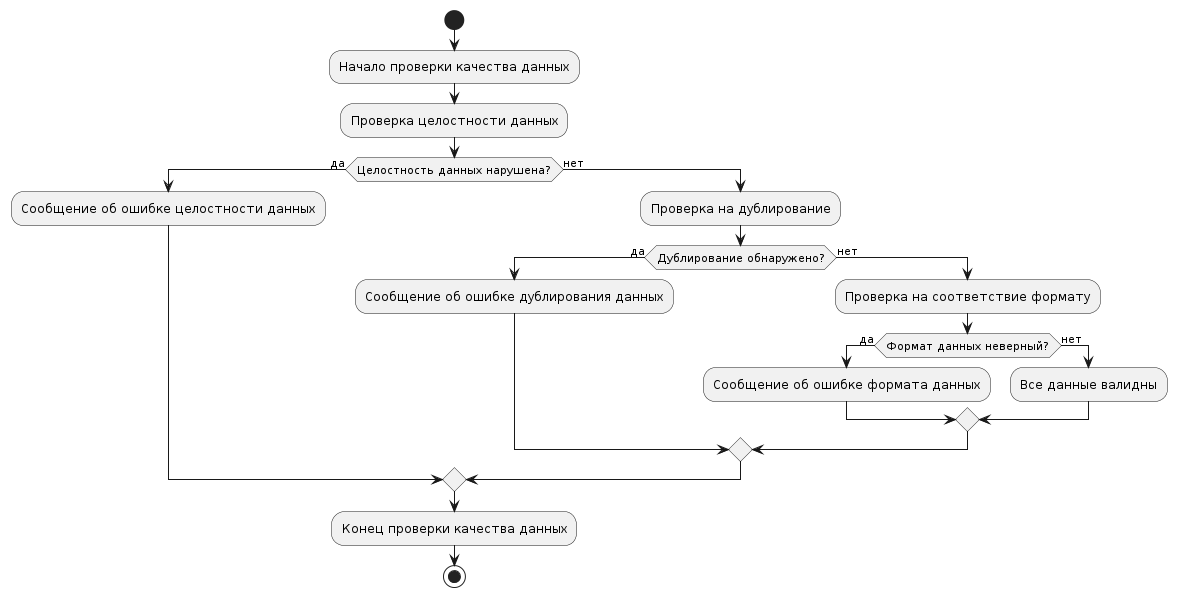 Начало проверки качества данных
Проверка целостности данных
да
Целостность данных нарушена?
нет
Сообщение об ошибке целостности данных
Проверка на дублирование
да
Дублирование обнаружено?
нет
Сообщение об ошибке дублирования данных
Проверка на соответствие формату
да
Формат данных неверный?
нет
Сообщение об ошибке формата данных
Все данные валидны
Конец проверки качества данных